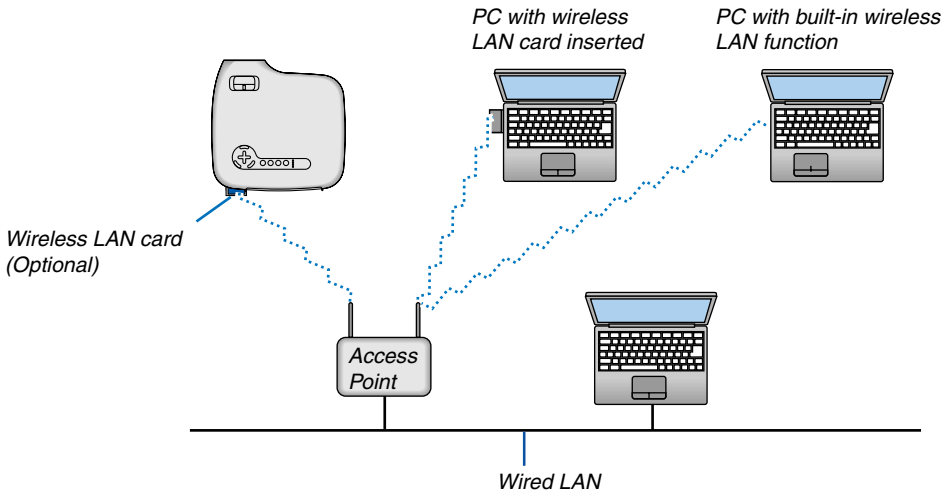 PC with wireless
LAN card inserted
PC with built-in wireless
LAN function
Wireless LAN card
(Optional)
Access
Point
Wired LAN